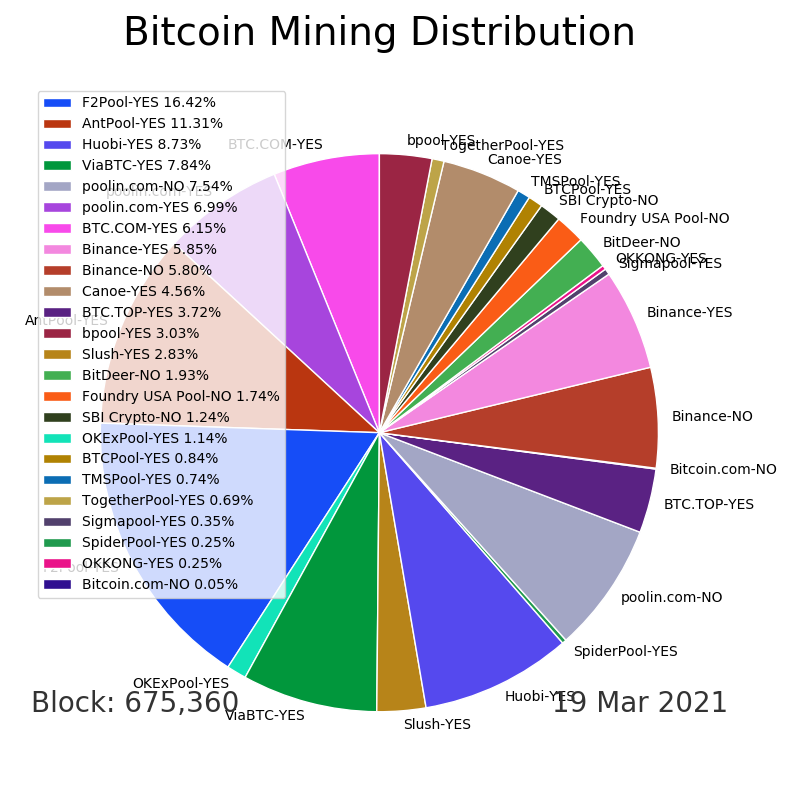 Bitcoin Mining Distribution
F2Pool-YES 16.42%
AntPool-YES 11.31%
Huobi-YES 8.73%
ViaBTC-YES 7.84%
poolin.com-NO 7.54%
poolin.com-YES 6.99%
BTC.COM-YES 6.15%
Binance-YES 5.85%
Binance-NO 5.80%
Canoe-YES 4.56%
BTC.TOP-YES 3.72%
bpool-YES 3.03%
Slush-YES 2.83%
BitDeer-NO 1.93%
Foundry USA Pool-NO 1.74%
SBI Crypto-NO 1.24%
OKExPool-YES 1.14%
BTCPool-YES 0.84%
TMSPool-YES 0.74%
TogetherPool-YES 0.69%
Sigmapool-YES 0.35%
SpiderPool-YES 0.25%
OKKONG-YES 0.25%
Bitcoin.com-NO 0.05%
bpool-YES
TogetherPool-YES
Canoe-YES
TMSPool-YES
BTCPool-YES
SBI Crypto-NO
Foundry USA Pool-NO
BitDeer-NO
OKKONG-YES
Sigmapool-YES
Binance-YES
Binance-NO
Bitcoin.com-NO
BTC.TOP-YES
poolin.com-NO
SpiderPool-YES
Huobi-YES
Slush-YES
ViaBTC-YES
OKExPool-YES
F2Pool-YES
AntPool-YES
poolin.com-YES
BTC.COM-YES
Block: 675,360
19 Mar 2021